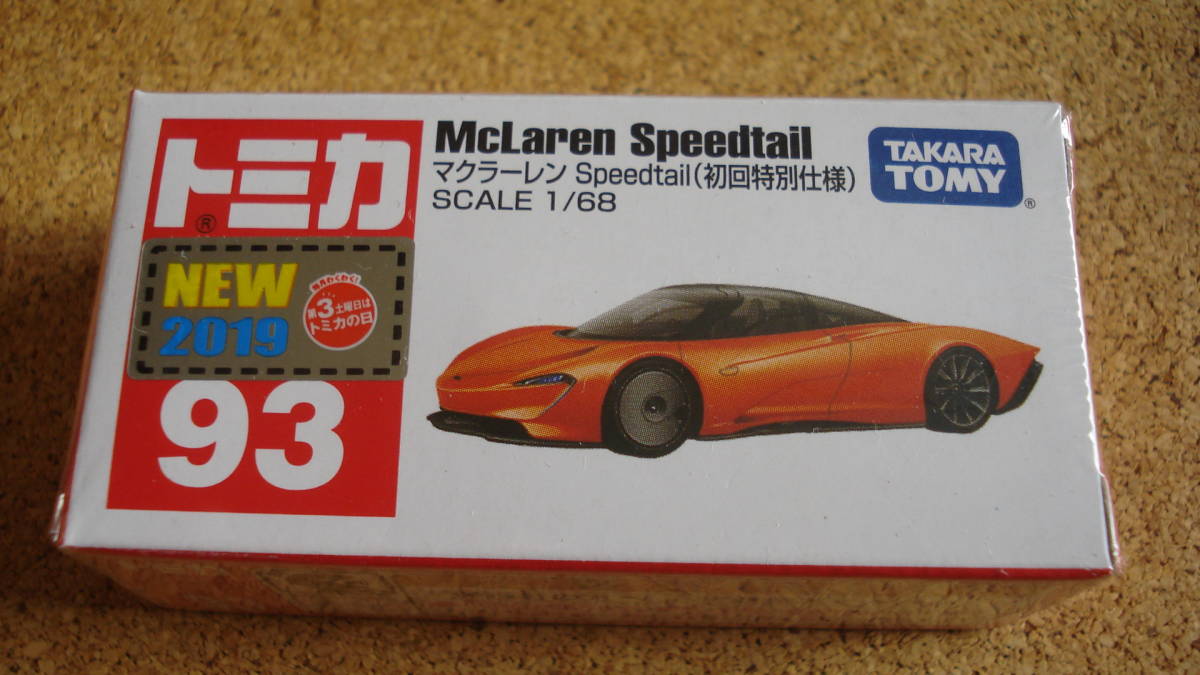 トミカ
®
NEW
2019
毎月わくわく!
第3土曜日は
トミカの日
93
McLaren Speedtail
マクラーレン Speedtail(初回特別仕様)
SCALE 1/68
TAKARA
TOMY
®